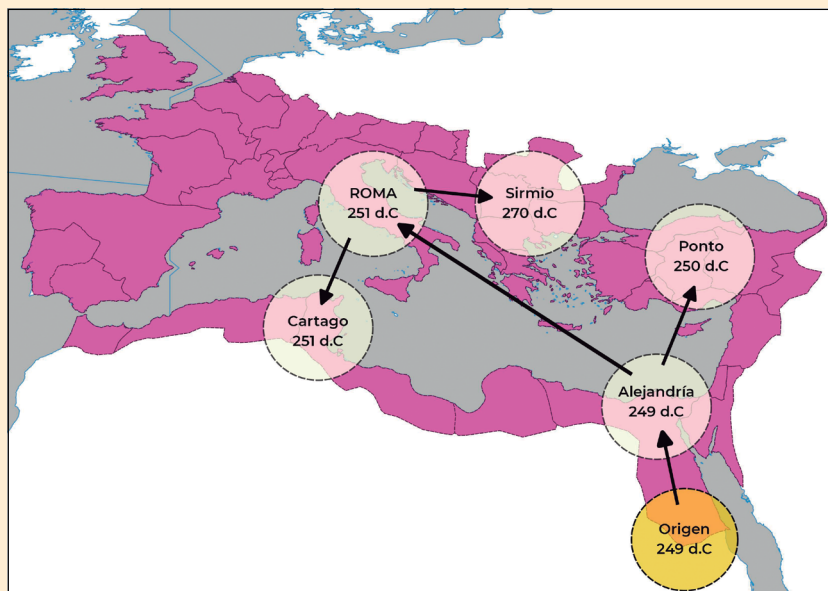 ROMA
251 d.C
Sirmio
270 d.C
Ponto
250 d.C
Cartago
251 d.C
Alejandría
249 d.C
Origen
249 d.C